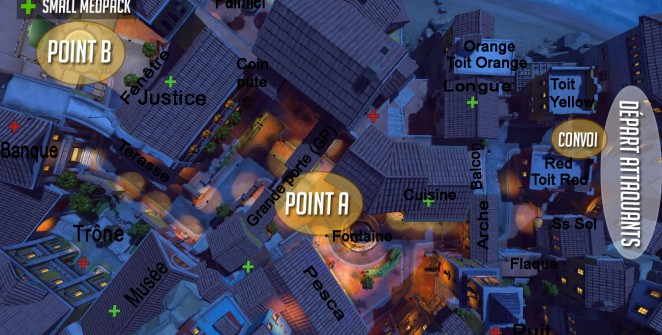 SMALL MEDPACK
POINT B
Fenêtre
Justice
Coin
pute
Orange
Toit Orange
Longue
Toit
Yellow
CONVOI
DÉPART ATTAQUANTS
Banque
Terasse
Grande porte (GP)
Balcon
Red
Toit Red
Cuisine
POINT A
Arche
Ss Sol
Trône
Fontaine
Flaque
Musée
Pesca